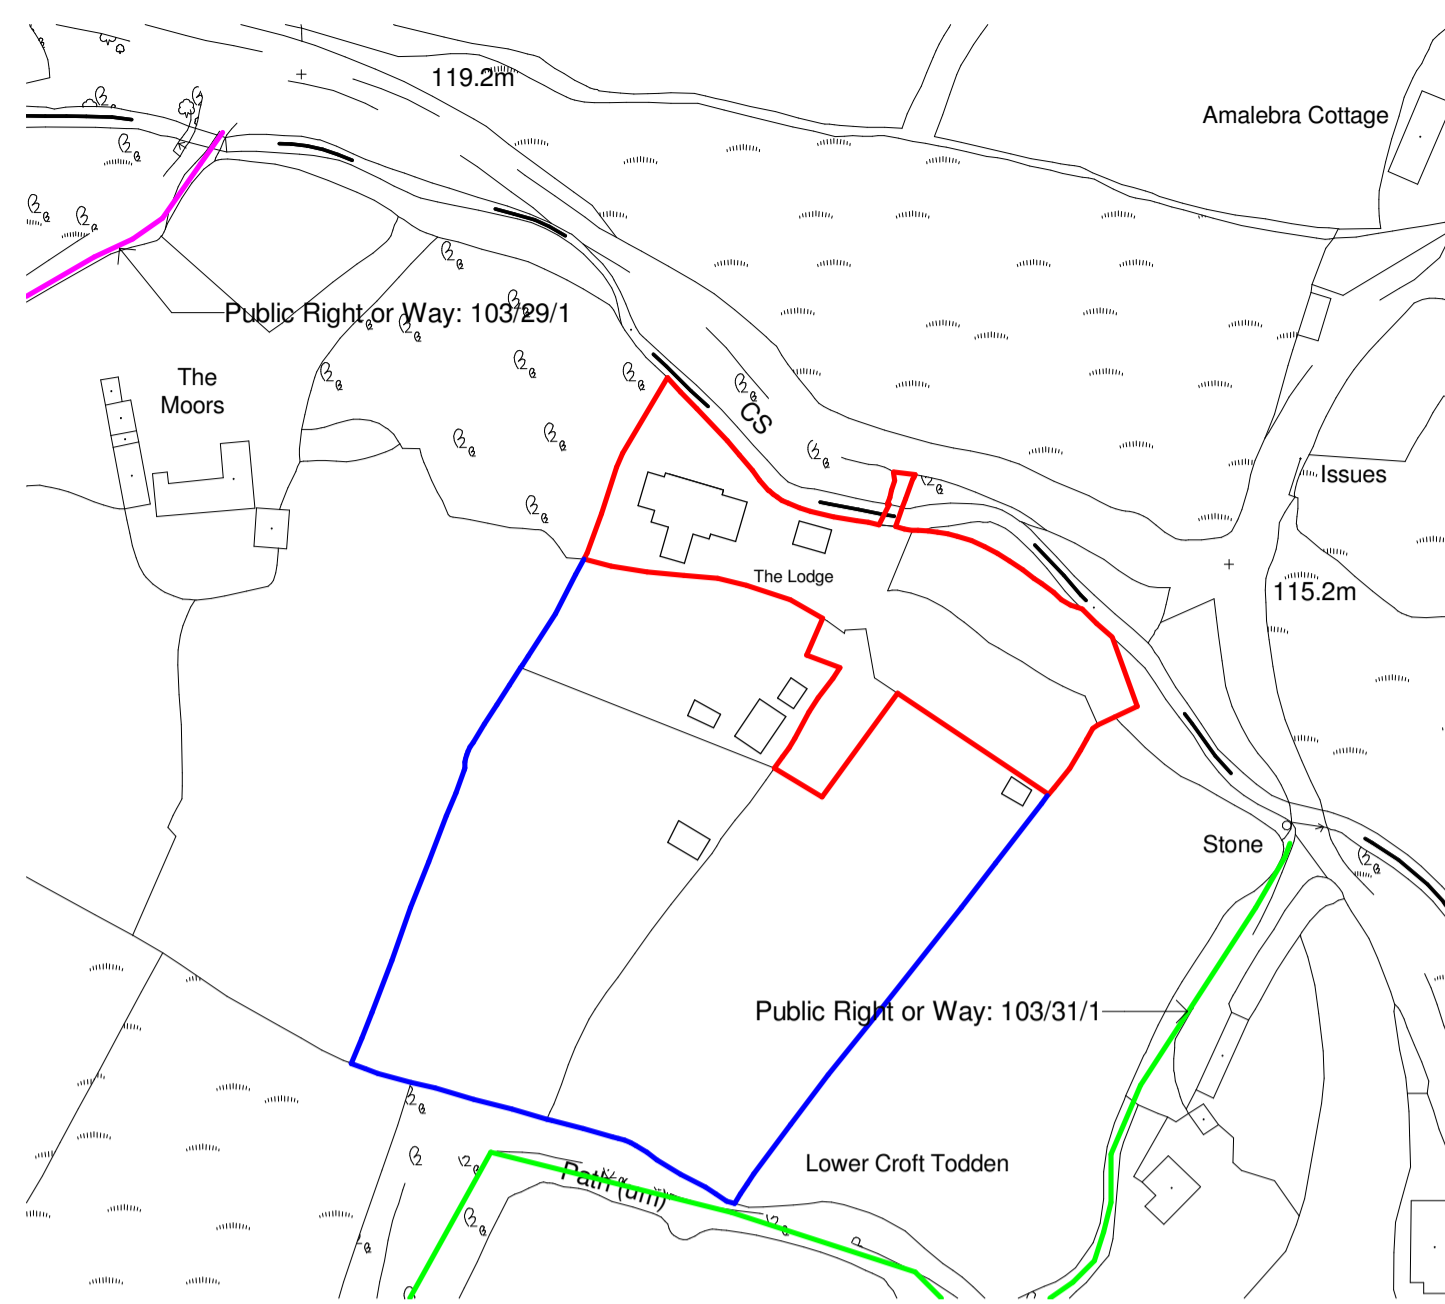 119.2m
Amalebra Cottage
Public Right or Way: 103/29/1
The
Moors
CS
Issues
The Lodge
115.2m
Stone
Public Right or Way: 103/31/1
Lower Croft Todden
Path (um)